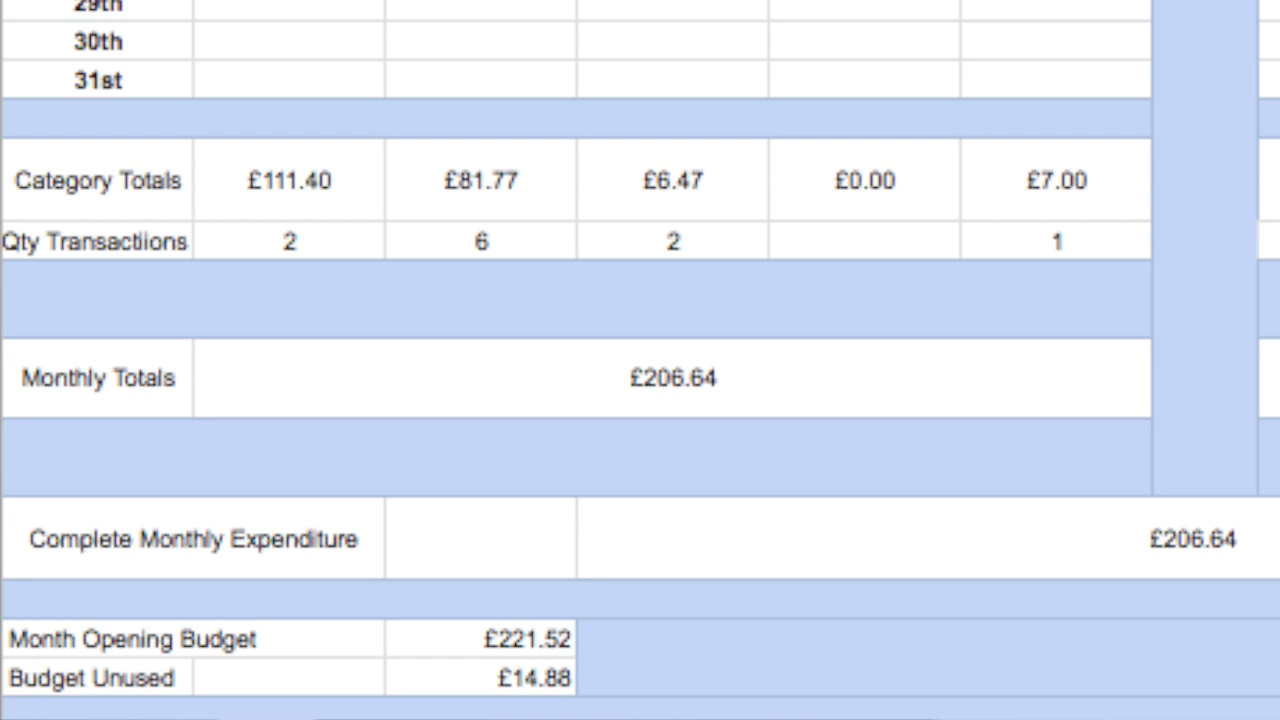 29th
30th
31st
Category Totals £111.40 £81.77 £6.47 £0.00 £7.00
Qty Transactiions 2 6 2 1
Monthly Totals £206.64
Complete Monthly Expenditure £206.64
Month Opening Budget £221.52
Budget Unused £14.88